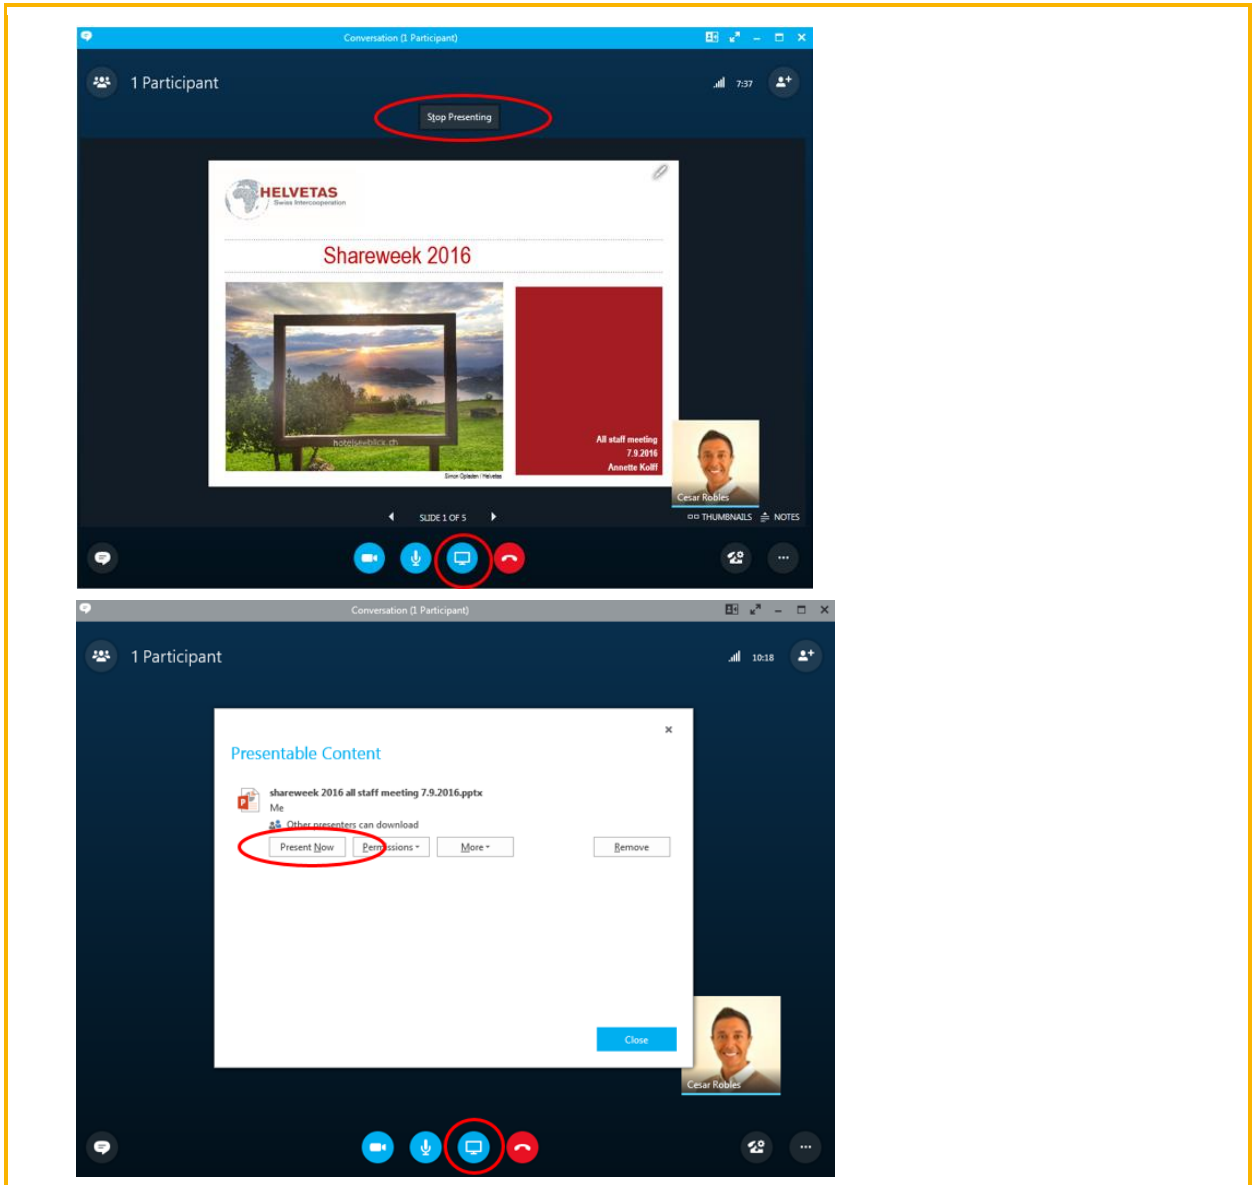 Conversation (1 Participant)
1 Participant
7:37
Stop Presenting
HELVETAS
Swiss Intercooperation
Shareweek 2016
hotelseeblick.ch
All staff meeting
7.9.2016
Annette Kolff
Simon Opladen / Helvetas
Cesar Robles
SLIDE 1 OF 5
THUMBNAILS
NOTES
Conversation (1 Participant)
1 Participant
10:18
Presentable Content
shareweek 2016 all staff meeting 7.9.2016.pptx
Me
Other presenters can download
Present Now
Permissions
More
Remove
Close
Cesar Robles